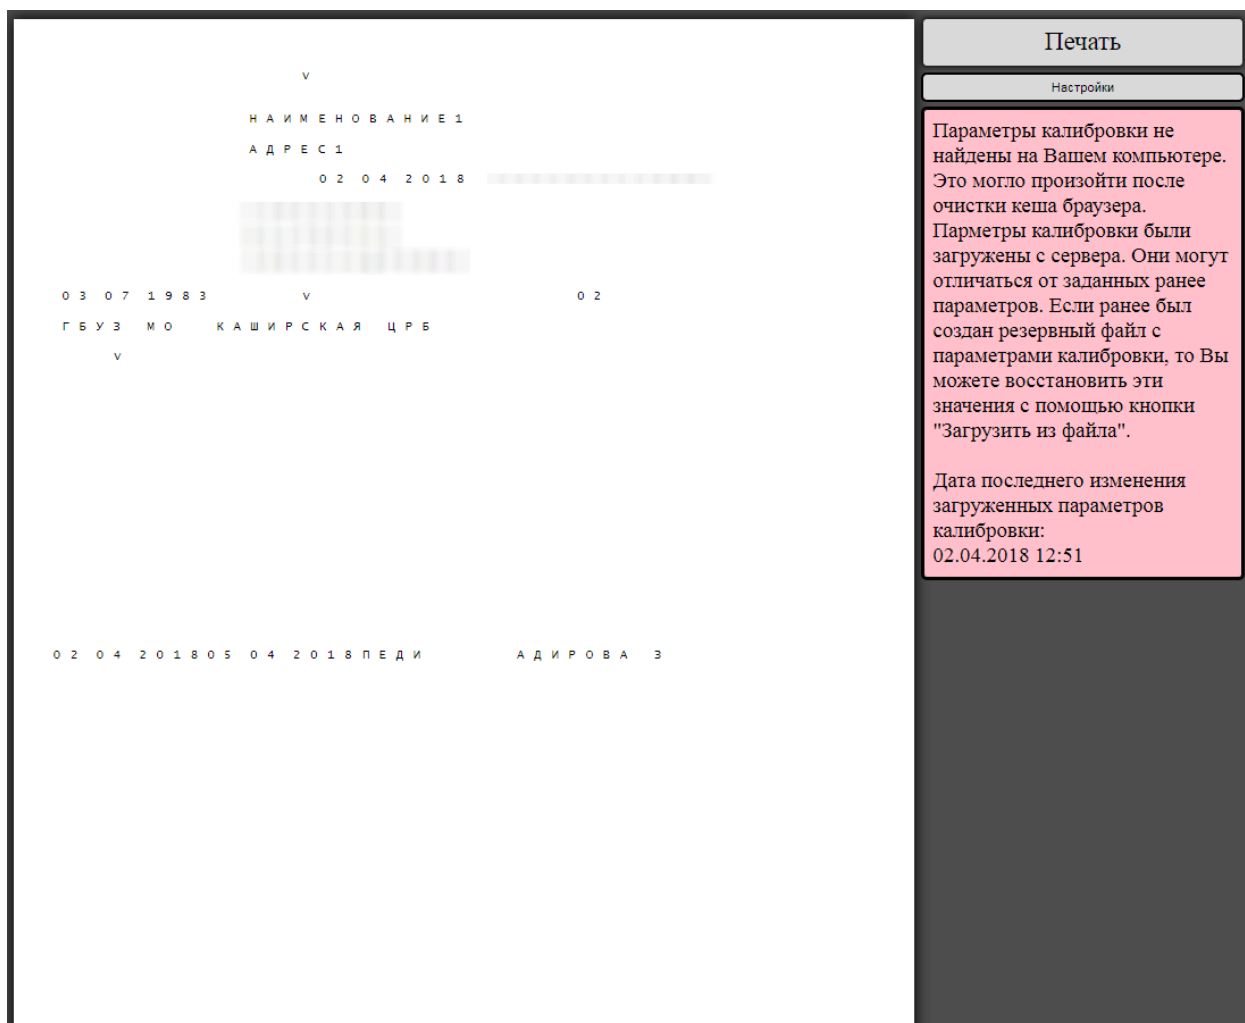 v
НАИМЕНОВАНИЕ1
АДРЕС1
02 04 2018
03 07 1983 v 02
ГБУЗ МО КАШИРСКАЯ ЦРБ
v
02 04 201805 04 2018ПЕДИ АДИРОВА З
Печать
Настройки
Параметры калибровки не
найдены на Вашем компьютере.
Это могло произойти после
очистки кеша браузера.
Парметры калибровки были
загружены с сервера. Они могут
отличаться от заданных ранее
параметров. Если ранее был
создан резервный файл с
параметрами калибровки, то Вы
можете восстановить эти
значения с помощью кнопки
"Загрузить из файла".
Дата последнего изменения
загруженных параметров
калибровки:
02.04.2018 12:51